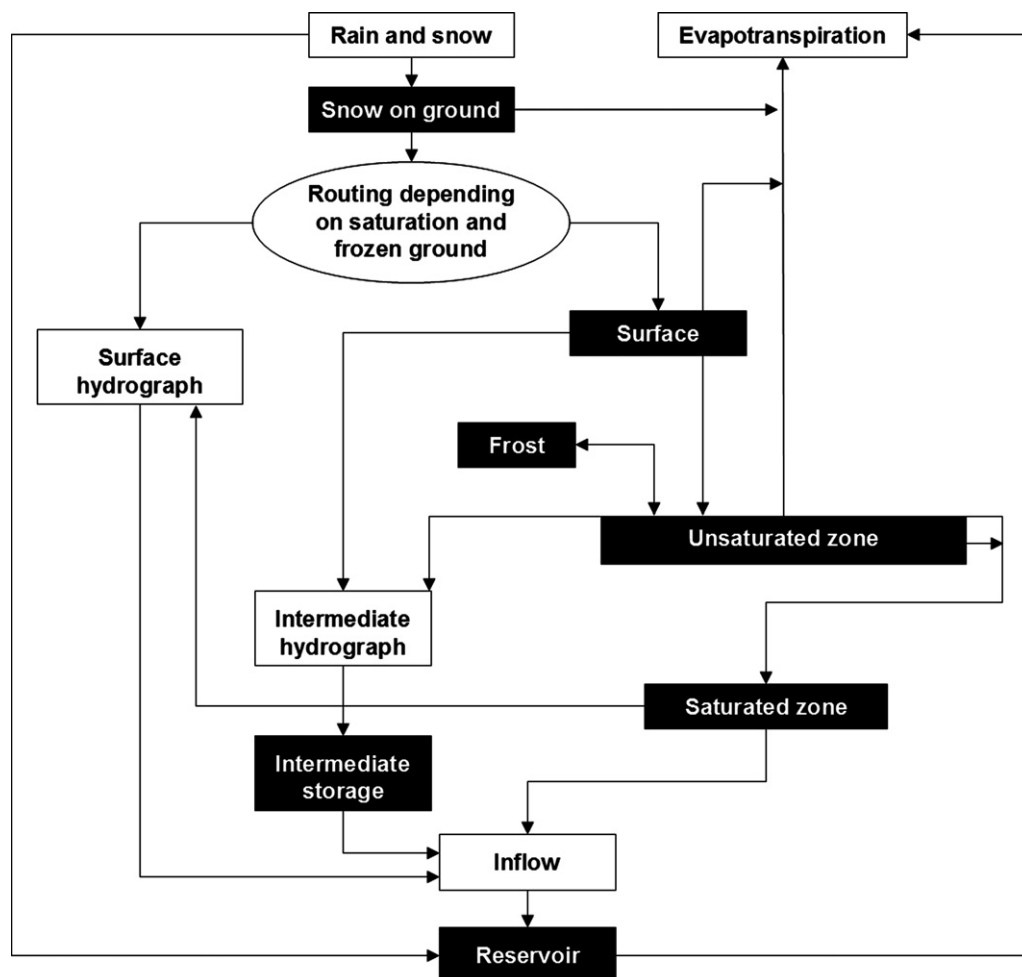 Rain and snow
Evapotranspiration
Snow on ground
Routing depending
on saturation and
frozen ground
Surface
Surface
hydrograph
Frost
Unsaturated zone
Intermediate
hydrograph
Saturated zone
Intermediate
storage
Inflow
Reservoir